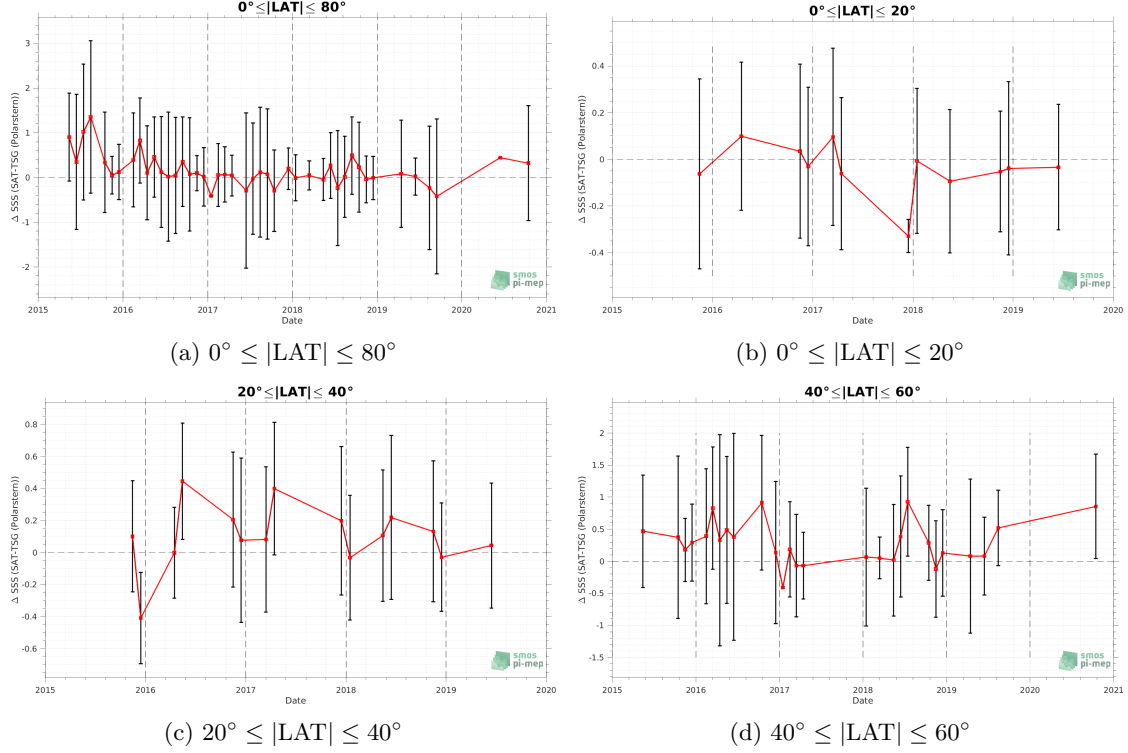 0°≤|LAT|≤ 80°
Δ SSS (SAT-TSG (Polarstern))
3
2
1
0
-1
-2
2015 2016 2017 2018 2019 2020 2021
Date
smos
pi-mep
(a) 0° ≤ |LAT| ≤ 80°
0°≤|LAT|≤ 20°
Δ SSS (SAT-TSG (Polarstern))
0.4
0.2
0
-0.2
-0.4
2015 2016 2017 2018 2019 2020
Date
smos
pi-mep
(b) 0° ≤ |LAT| ≤ 20°
20°≤|LAT|≤ 40°
Δ SSS (SAT-TSG (Polarstern))
0.8
0.6
0.4
0.2
0
-0.2
-0.4
-0.6
2015 2016 2017 2018 2019 2020
Date
smos
pi-mep
(c) 20° ≤ |LAT| ≤ 40°
40°≤|LAT|≤ 60°
Δ SSS (SAT-TSG (Polarstern))
2
1.5
1
0.5
0
-0.5
-1
-1.5
2015 2016 2017 2018 2019 2020 2021
Date
smos
pi-mep
(d) 40° ≤ |LAT| ≤ 60°